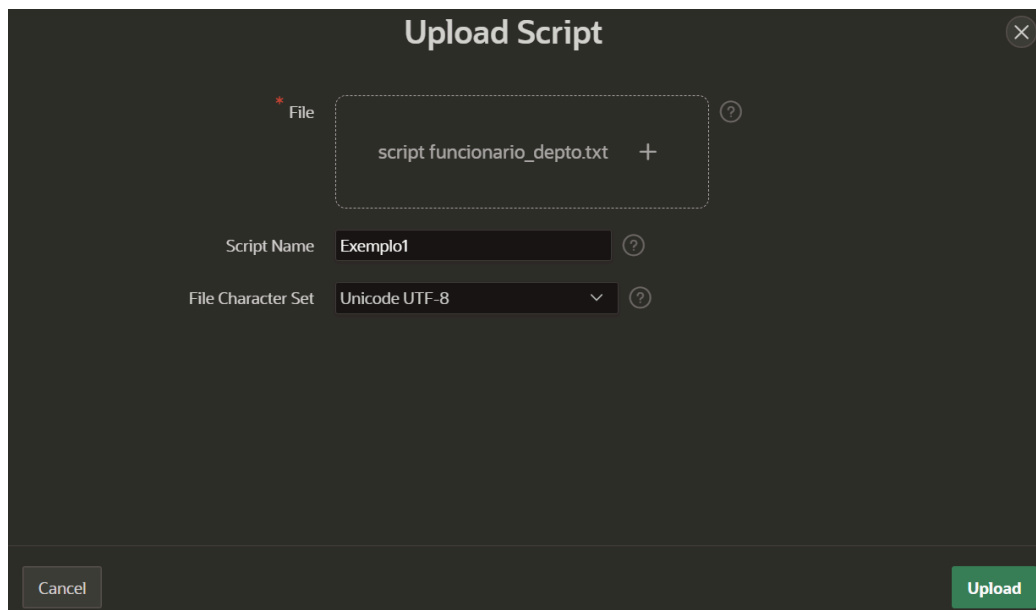 Upload Script
* File
script funcionario_depto.txt +
Script Name Exemplo1
File Character Set Unicode UTF-8
Cancel Upload